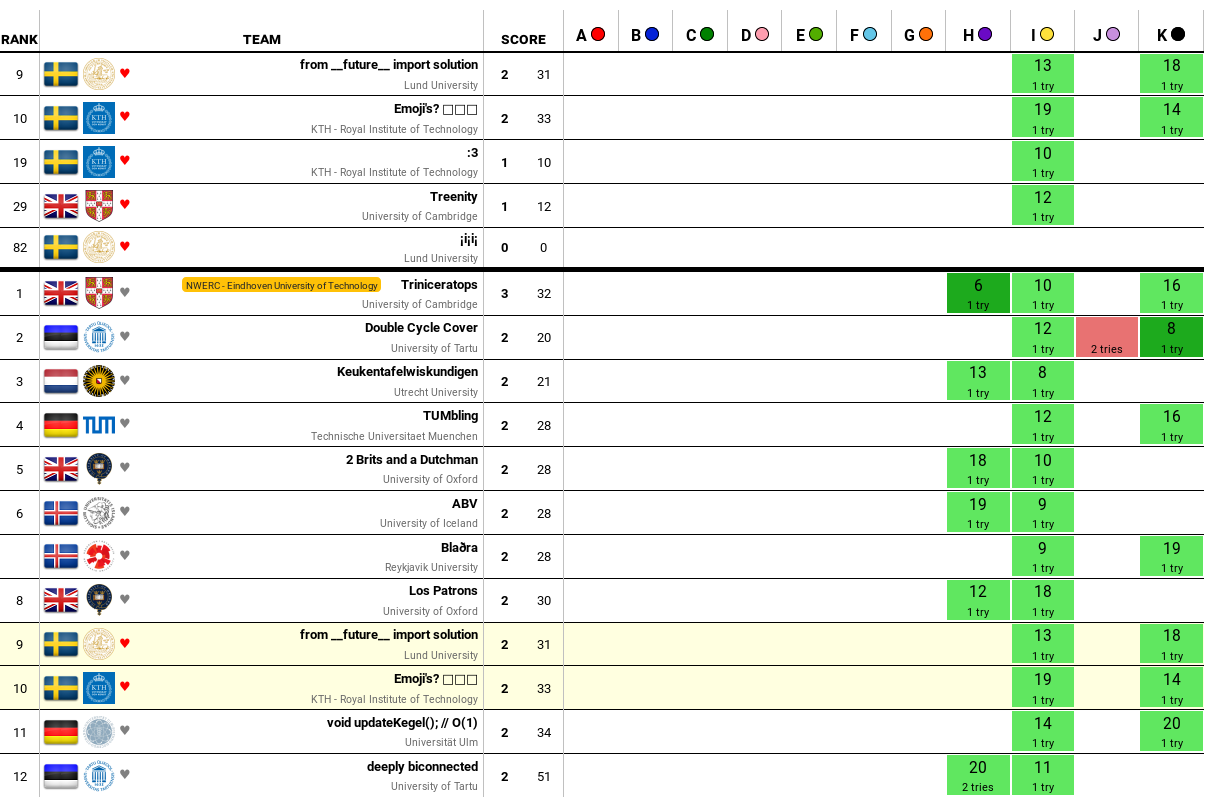 RANK TEAM SCORE A B C D E F G H I J K
9 from __future__ import solution 2 31 13 18
Lund University 1 try 1 try
10 Emoji's? □□□ 2 33 19 14
KTH - Royal Institute of Technology 1 try 1 try
19 :3 1 10 10
KTH - Royal Institute of Technology 1 try
29 Treenity 1 12 12
University of Cambridge 1 try
82 ¡i¡i¡ 0 0
Lund University
1 NWERC - Eindhoven University of Technology Triniceratops 3 32 6 10 16
University of Cambridge 1 try 1 try 1 try
2 Double Cycle Cover 2 20 12 8
University of Tartu 1 try 2 tries 1 try
3 Keukentafelwiskundigen 2 21 13 8
Utrecht University 1 try 1 try
4 TUM TUMbling 2 28 12 16
Technische Universitaet Muenchen 1 try 1 try
5 2 Brits and a Dutchman 2 28 18 10
University of Oxford 1 try 1 try
6 ABV 2 28 19 9
University of Iceland 1 try 1 try
Blaðra 2 28 9 19
Reykjavik University 1 try 1 try
8 Los Patrons 2 30 12 18
University of Oxford 1 try 1 try
9 from __future__ import solution 2 31 13 18
Lund University 1 try 1 try
10 KTH Emoji's? □□□ 2 33 19 14
KTH - Royal Institute of Technology 1 try 1 try
11 void updateKegel(); // O(1) 2 34 14 20
Universität Ulm 1 try 1 try
12 deeply biconnected 2 51 20 11
University of Tartu 2 tries 1 try